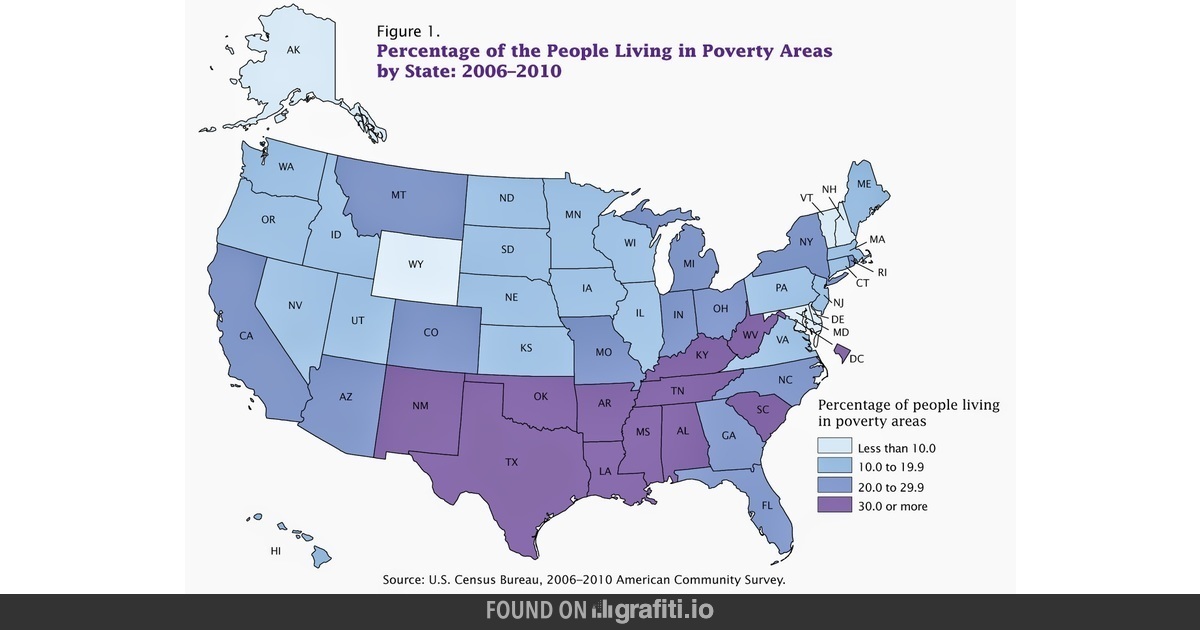 Figure 1.
Percentage of the People Living in Poverty Areas
by State: 2006–2010
AK
WA
MT
ND
MN
OR
ID
WY
SD
WI
MI
NY
VT
NH
ME
MA
RI
CT
NJ
DE
MD
DC
NV
UT
CO
NE
IA
IL
IN
OH
PA
CA
KS
MO
KY
WV
VA
AZ
NM
OK
AR
TN
NC
SC
TX
LA
MS
AL
GA
FL
HI
Percentage of people living
in poverty areas
Less than 10.0
10.0 to 19.9
20.0 to 29.9
30.0 or more
Source: U.S. Census Bureau, 2006–2010 American Community Survey.
FOUND ON grafiti.io